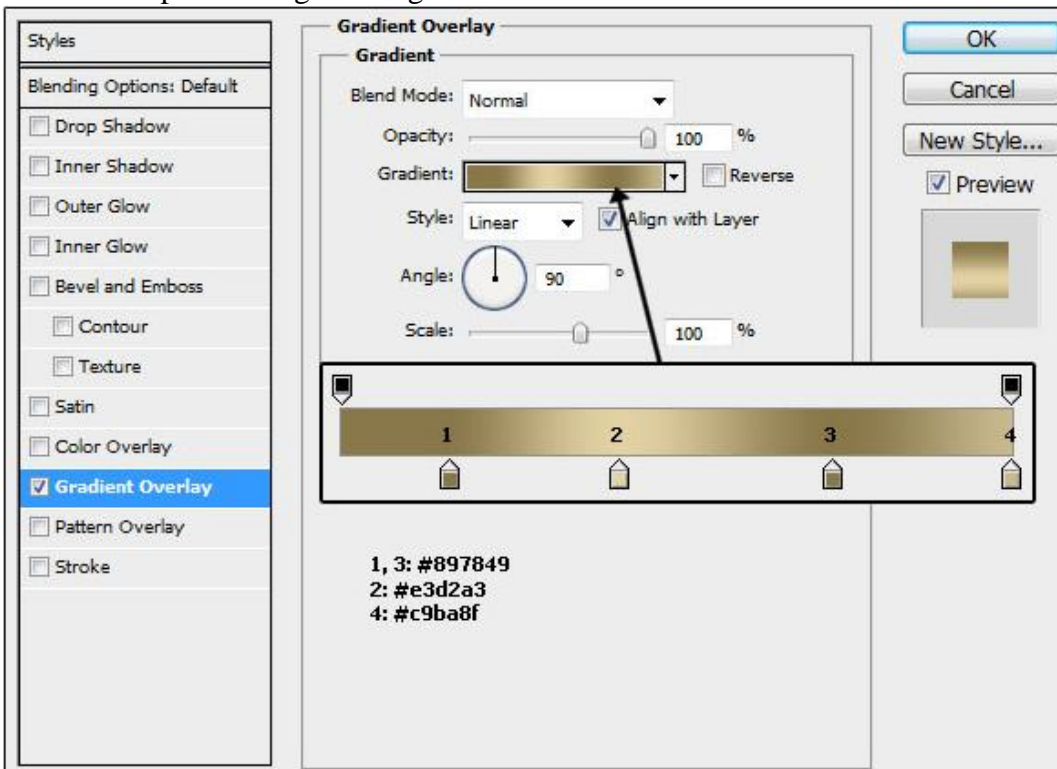 Styles
Blending Options: Default
Drop Shadow
Inner Shadow
Outer Glow
Inner Glow
Bevel and Emboss
Contour
Texture
Satin
Color Overlay
Gradient Overlay
Pattern Overlay
Stroke
Gradient Overlay
Gradient
Blend Mode: Normal
Opacity: 100 %
Gradient: Reverse
Style: Linear Align with Layer
Angle: 90 °
Scale: 100 %
1 2 3 4
1, 3: #897849
2: #e3d2a3
4: #c9ba8f
OK
Cancel
New Style...
Preview